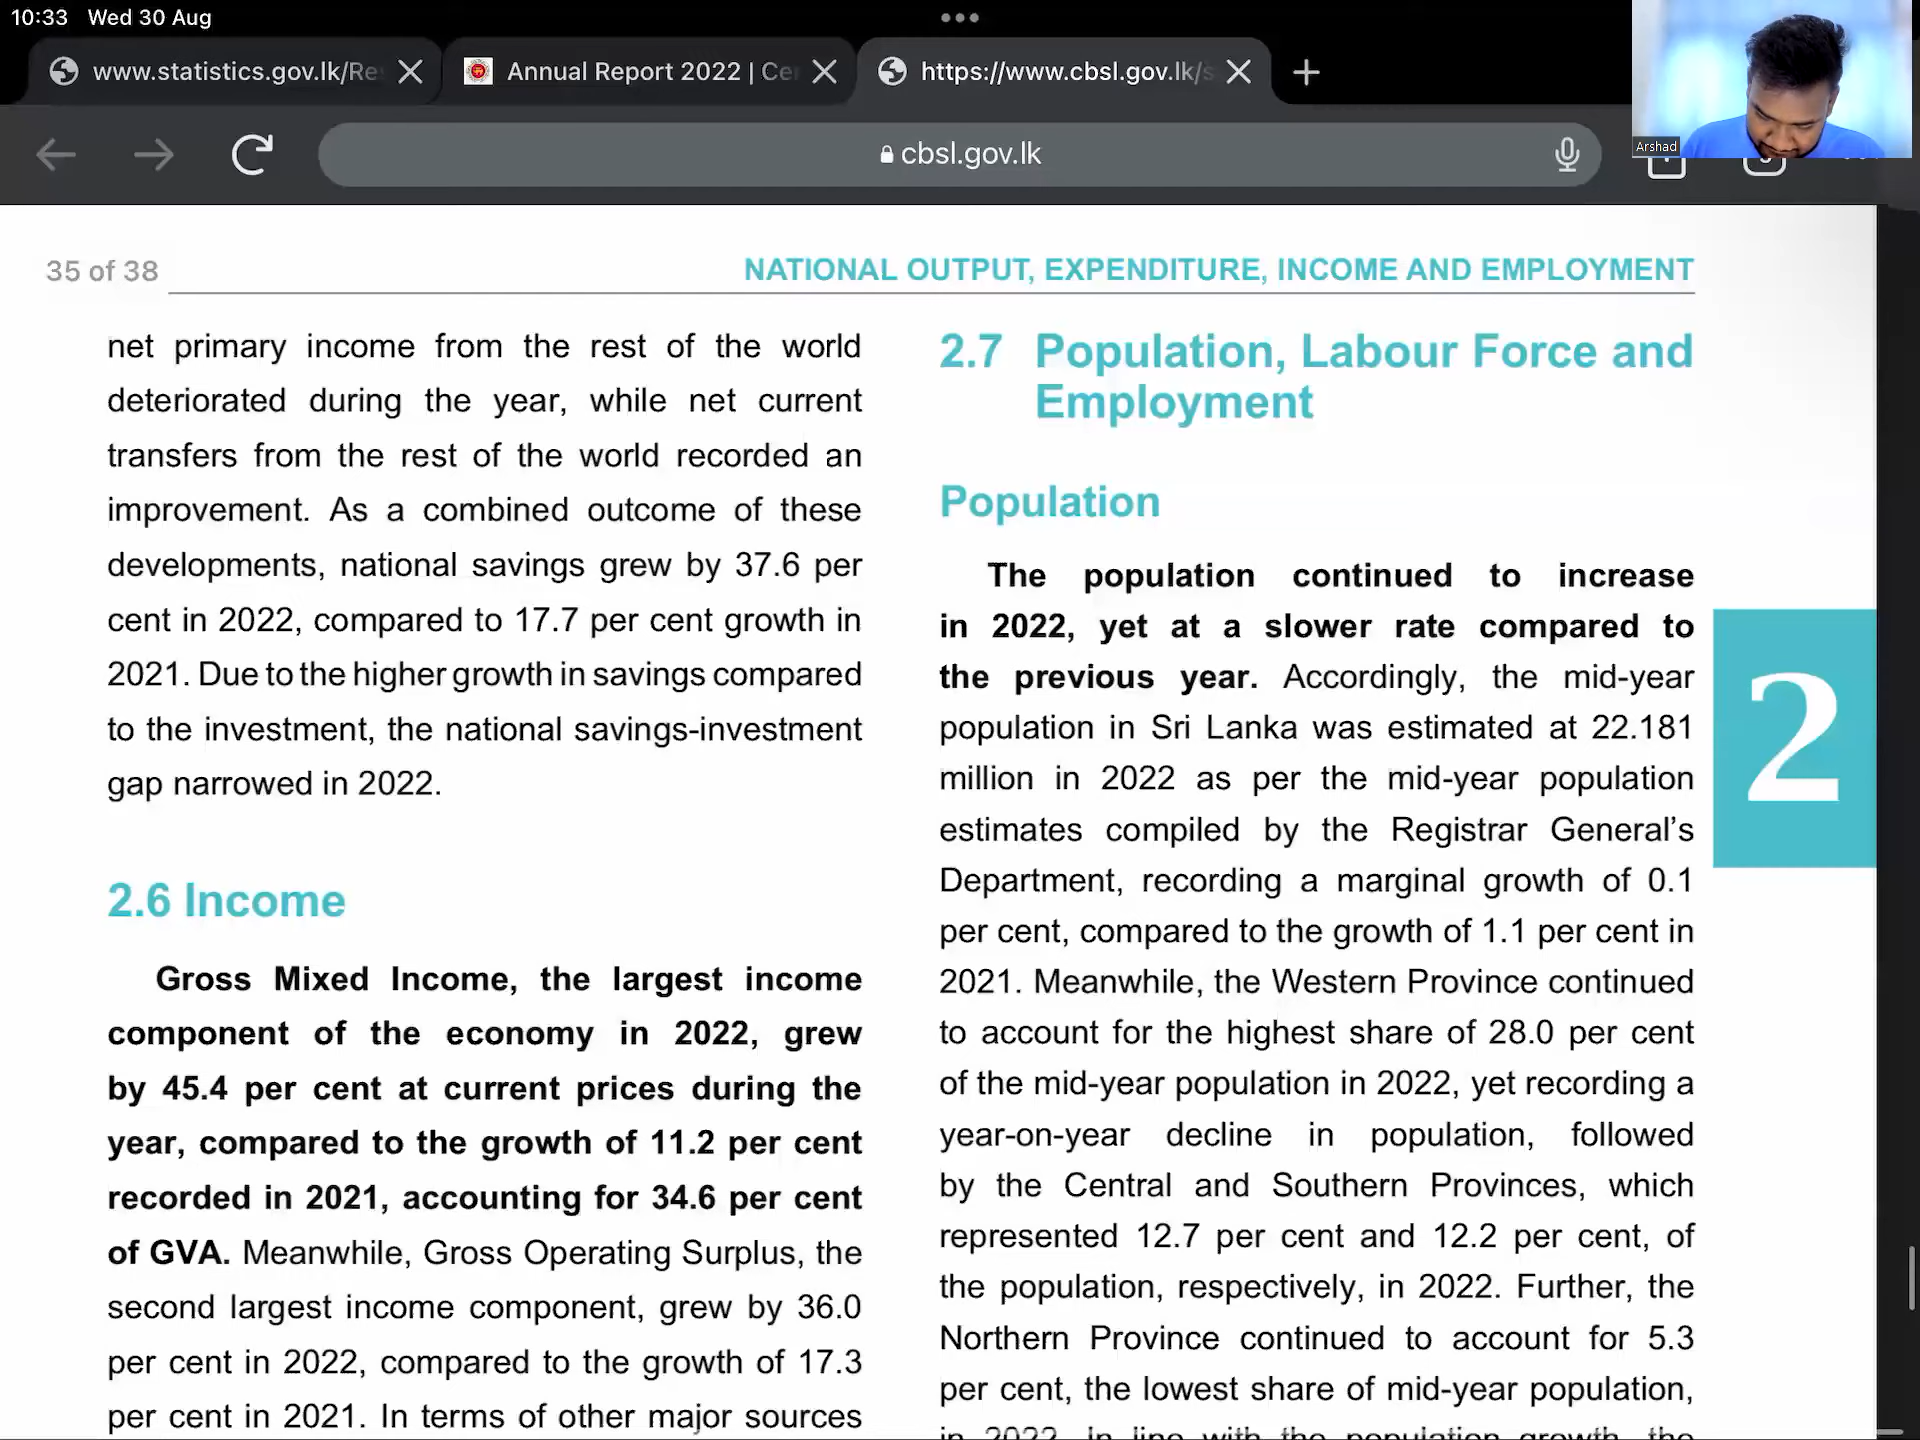 10:33 Wed 30 Aug
www.statistics.gov.lk/Re
Annual Report 2022 | Ce
https://www.cbsl.gov.lk/s
Arshad
cbsl.gov.lk
35 of 38
NATIONAL OUTPUT, EXPENDITURE, INCOME AND EMPLOYMENT
net primary income from the rest of the world
deteriorated during the year, while net current
transfers from the rest of the world recorded an
improvement. As a combined outcome of these
developments, national savings grew by 37.6 per
cent in 2022, compared to 17.7 per cent growth in
2021. Due to the higher growth in savings compared
to the investment, the national savings-investment
gap narrowed in 2022.
2.6 Income
Gross Mixed Income, the largest income
component of the economy in 2022, grew
by 45.4 per cent at current prices during the
year, compared to the growth of 11.2 per cent
recorded in 2021, accounting for 34.6 per cent
of GVA. Meanwhile, Gross Operating Surplus, the
second largest income component, grew by 36.0
per cent in 2022, compared to the growth of 17.3
per cent in 2021. In terms of other major sources
2.7 Population, Labour Force and
Employment
Population
The population continued to increase
in 2022, yet at a slower rate compared to
the previous year. Accordingly, the mid-year
population in Sri Lanka was estimated at 22.181
million in 2022 as per the mid-year population
estimates compiled by the Registrar General's
Department, recording a marginal growth of 0.1
per cent, compared to the growth of 1.1 per cent in
2021. Meanwhile, the Western Province continued
to account for the highest share of 28.0 per cent
of the mid-year population in 2022, yet recording a
year-on-year decline in population, followed
by the Central and Southern Provinces, which
represented 12.7 per cent and 12.2 per cent, of
the population, respectively, in 2022. Further, the
Northern Province continued to account for 5.3
per cent, the lowest share of mid-year population,
in 2022. In line with the population growth, the
2